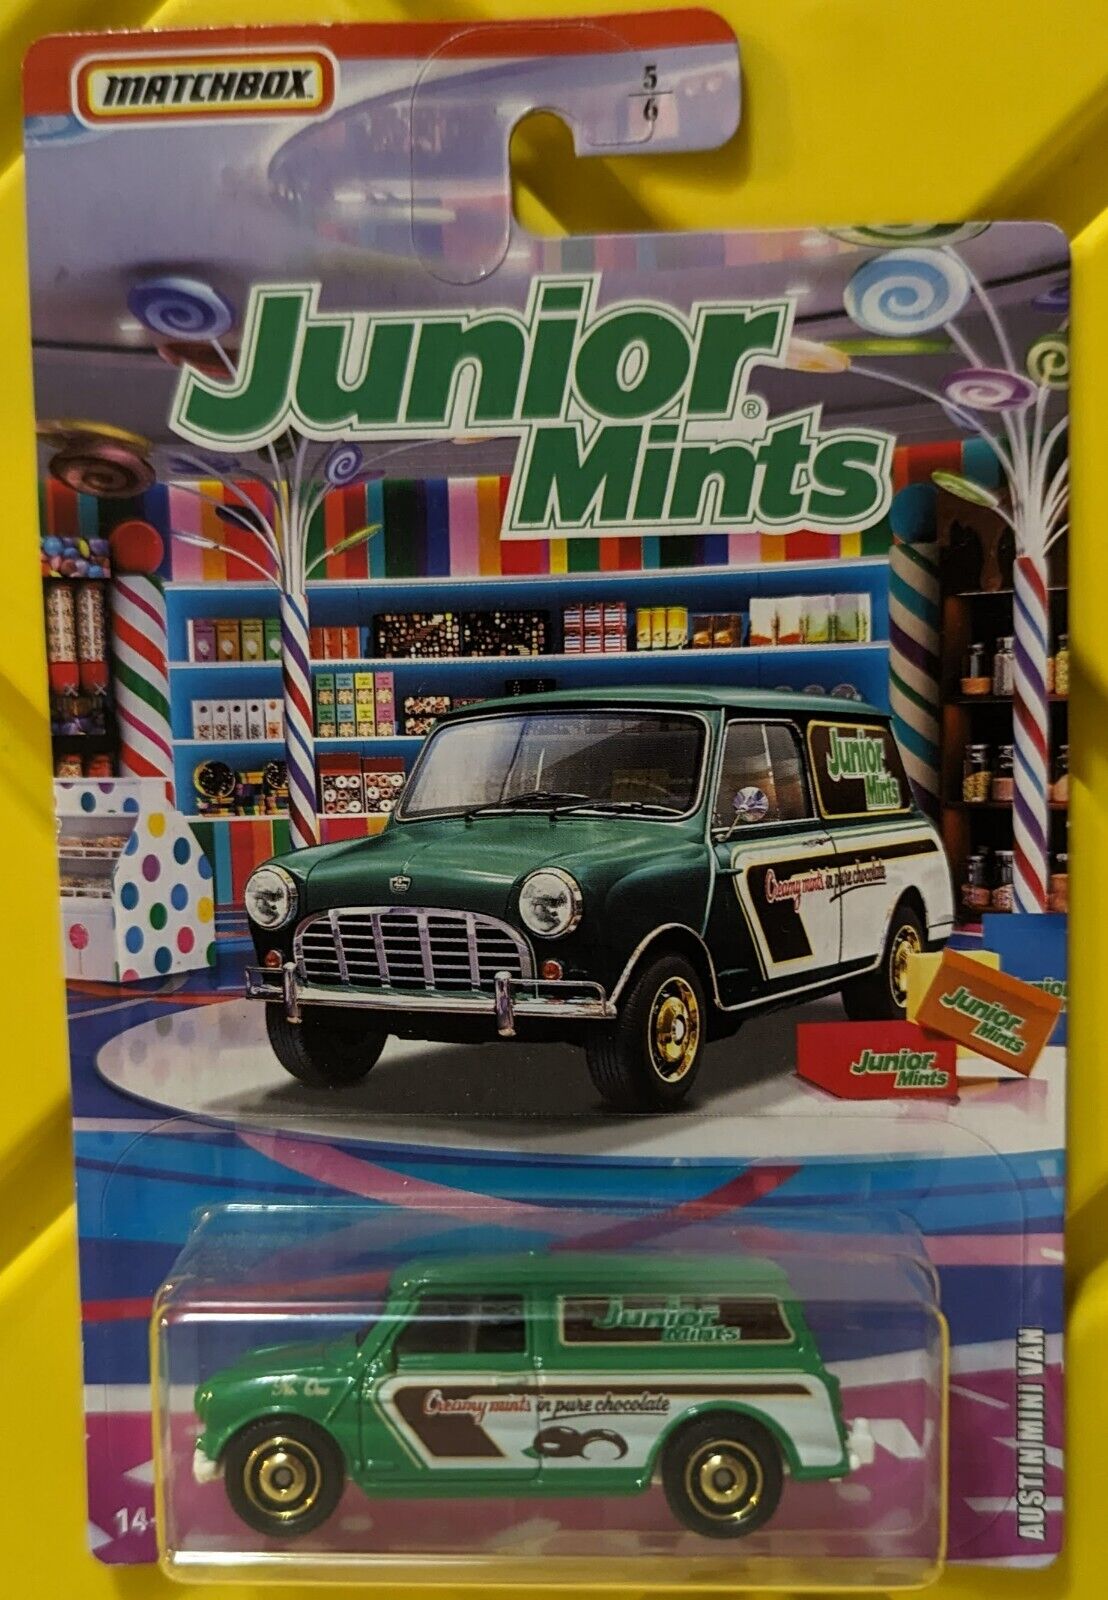 MATCHBOX
5
6
Junior
Mints®
Junior
Mints
Creamy mints in pure chocolate
Junior
Mints
Junior
Mints
Junior
Mints
Creamy mints in pure chocolate
AUSTIN MINI VAN
14+